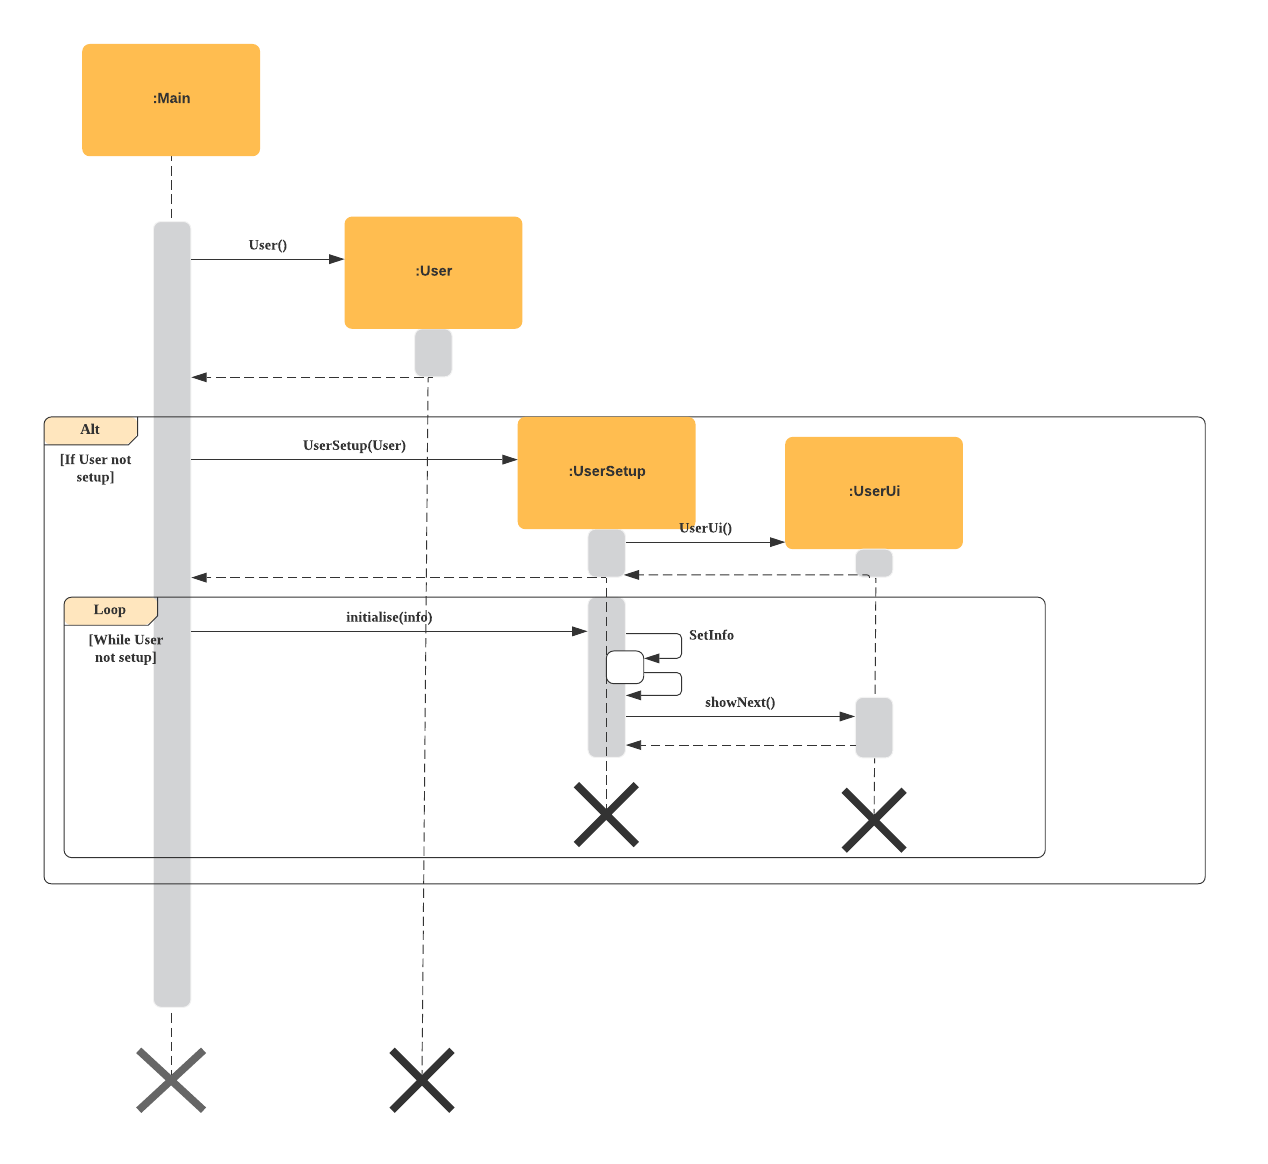 :Main
User()
:User
Alt
[If User not
setup]
UserSetup(User)
:UserSetup
:UserUi
UserUi()
Loop
[While User
not setup]
initialise(info)
SetInfo
showNext()